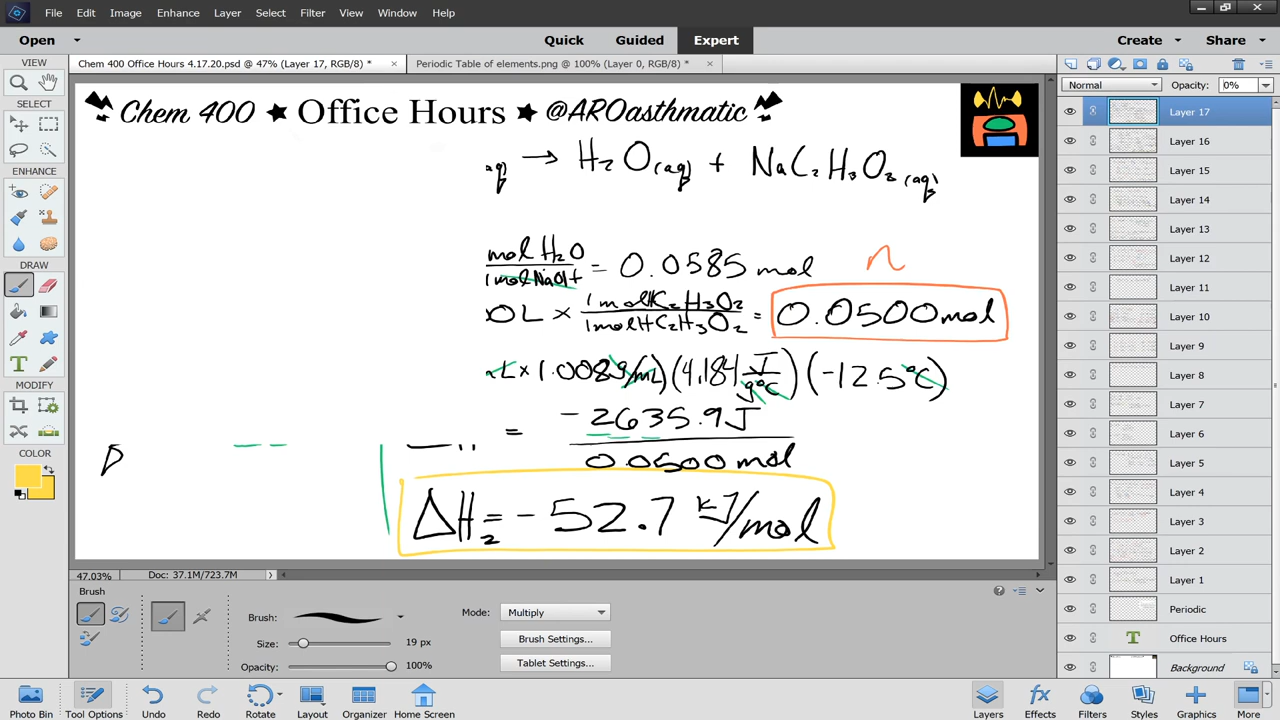 File Edit Image Enhance Layer Select Filter View Window Help
Open Quick Guided Expert Create Share
VIEW
SELECT
DRAW
MODIFY
COLOR
Chem 400 Office Hours 4.17.20.psd @ 47% (Layer 17, RGB/8) * Periodic Table of elements.png @ 100% (Layer 0, RGB/8) *
Chem 400 ★ Office Hours ★ @AROasthmatic
aq → H₂O(aq) + NaC₂H₃O₂(aq)
mol H₂O
1 mol NaOH
= 0.0585 mol n
0L × 1 mol C₂H₃O₂ / 1 mol HC₂H₃O₂ = 0.0500 mol
mL × 1.008 g/mL) (4.184 J/g°C) (-12.5°C)
= -2635.9 J
0.0500 mol
ΔH₂ = -52.7 kJ/mol
47.03% Doc: 37.1M/723.7M
Brush
Brush:
Size: 19 px
Opacity: 100%
Mode: Multiply
Brush Settings...
Tablet Settings...
Normal Opacity: 0%
Layer 17
Layer 16
Layer 15
Layer 14
Layer 13
Layer 12
Layer 11
Layer 10
Layer 9
Layer 8
Layer 7
Layer 6
Layer 5
Layer 4
Layer 3
Layer 2
Layer 1
Periodic
Office Hours
Background
Photo Bin Tool Options Undo Redo Rotate Layout Organizer Home Screen Layers Effects Filters Styles Graphics More